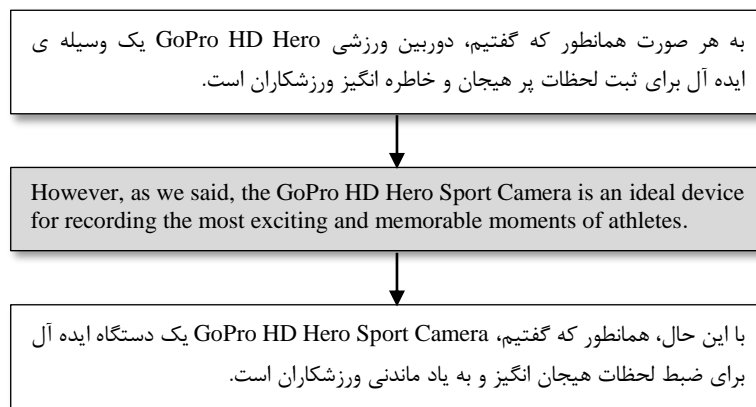 به هر صورت همانطور که گفتیم، دوربین ورزشی GoPro HD Hero یک وسیله ی
ایده آل برای ثبت لحظات پر هیجان و خاطره انگیز ورزشکاران است.
However, as we said, the GoPro HD Hero Sport Camera is an ideal device
for recording the most exciting and memorable moments of athletes.
با این حال، همانطور که گفتیم، GoPro HD Hero Sport Camera یک دستگاه ایده آل
برای ضبط لحظات هیجان انگیز و به یاد ماندنی ورزشکاران است.